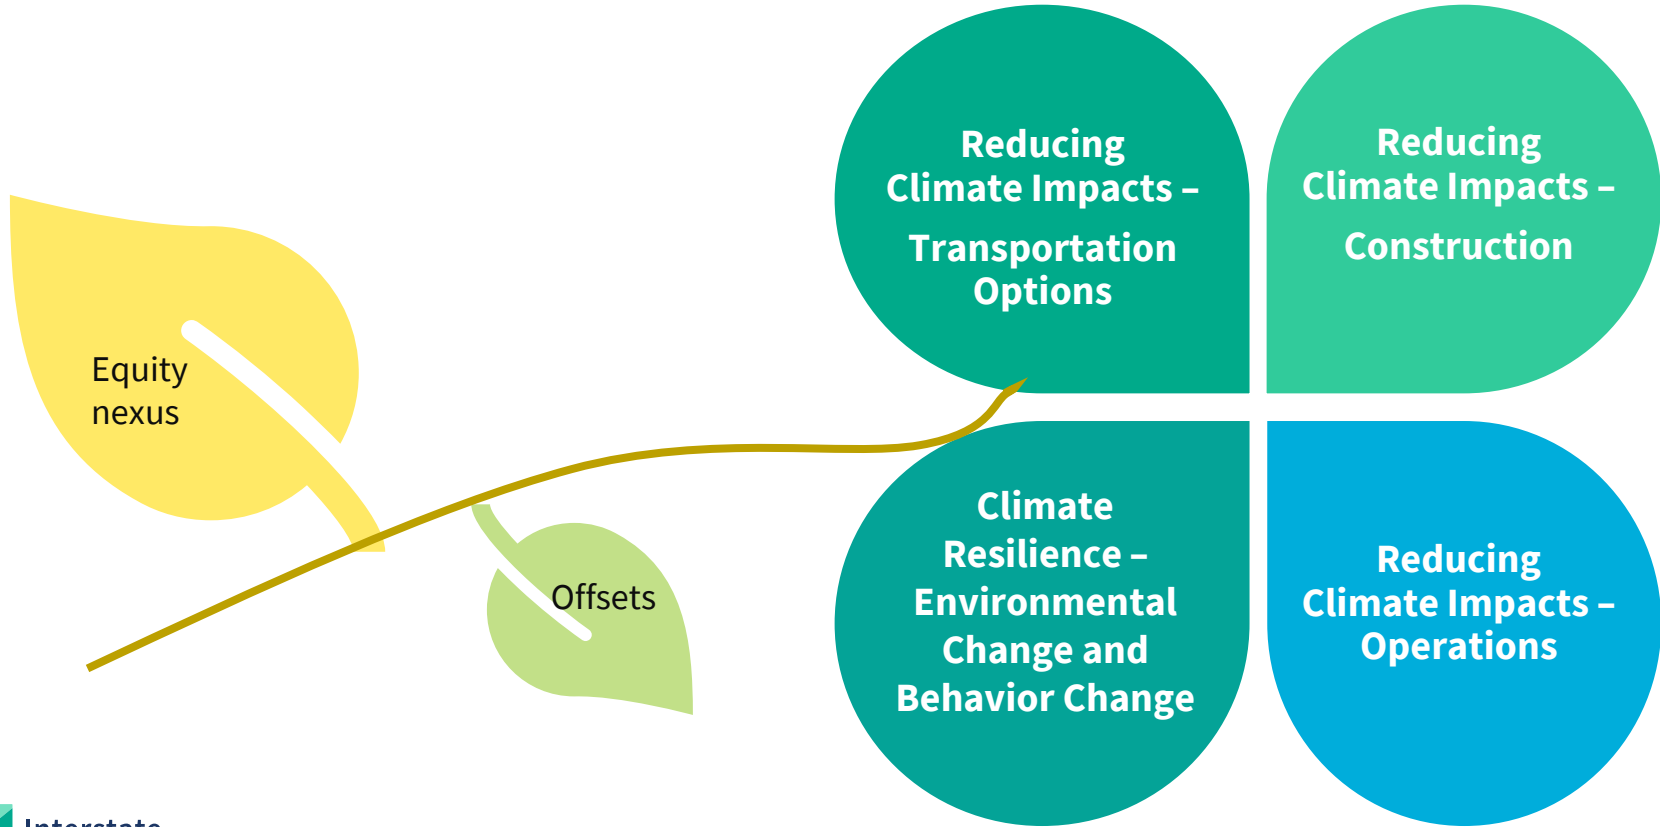 Reducing
Climate Impacts –
Transportation
Options
Reducing
Climate Impacts –
Construction
Equity
nexus
Climate
Resilience –
Environmental
Change and
Behavior Change
Offsets
Reducing
Climate Impacts –
Operations
Interstate